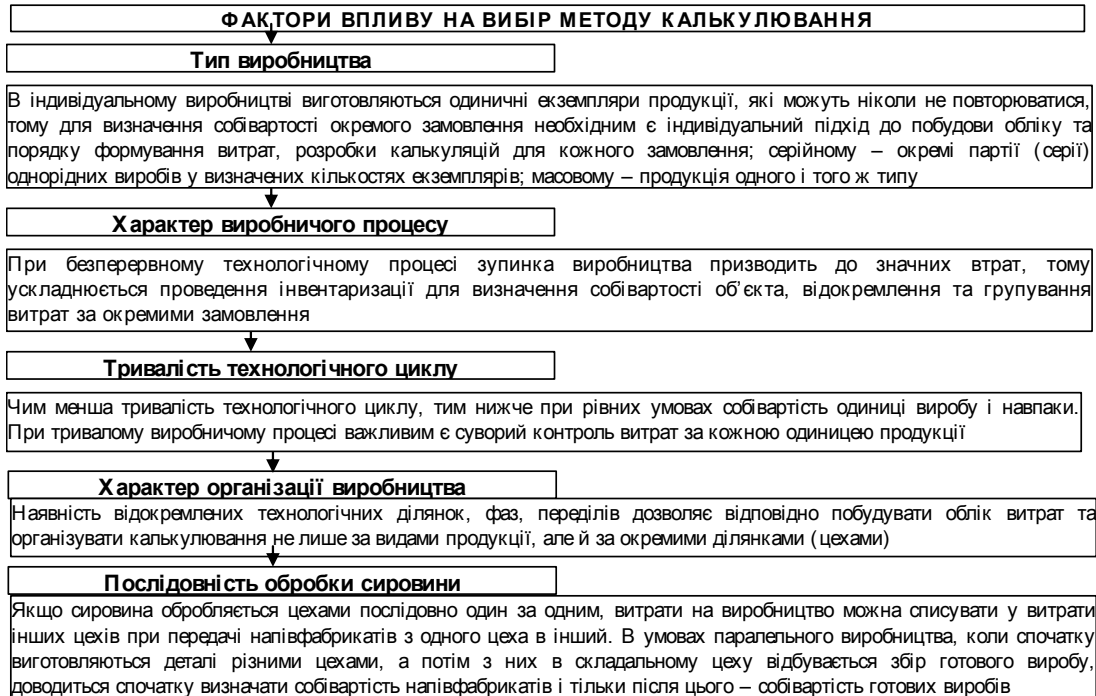 ФАКТОРИ ВПЛИВУ НА ВИБІР МЕТОДУ КАЛЬКУЛЮВАННЯ
Тип виробництва
В індивідуальному виробництві виготовляються одиничні екземпляри продукції, які можуть ніколи не повторюватися,
тому для визначення собівартості окремого замовлення необхідним є індивідуальний підхід до побудови обліку та
порядку формування витрат, розробки калькуляцій для кожного замовлення; серійному – окремі партії (серії)
однорідних виробів у визначених кількостях екземплярів; масовому – продукція одного і того ж типу
Характер виробничого процесу
При безперервному технологічному процесі зупинка виробництва призводить до значних втрат, тому
ускладнюється проведення інвентаризації для визначення собівартості об’єкта, відокремлення та групування
витрат за окремими замовлення
Тривалість технологічного циклу
Чим менша тривалість технологічного циклу, тим нижче при рівних умовах собівартість одиниці виробу і навпаки.
При тривалому виробничому процесі важливим є суворий контроль витрат за кожною одиницею продукції
Характер організації виробництва
Наявність відокремлених технологічних ділянок, фаз, переділів дозволяє відповідно побудувати облік витрат та
організувати калькулювання не лише за видами продукції, але й за окремими ділянками (цехами)
Послідовність обробки сировини
Якщо сировина обробляється цехами послідовно один за одним, витрати на виробництво можна списувати у витрати
інших цехів при передачі напівфабрикатів з одного цеха в інший. В умовах паралельного виробництва, коли спочатку
виготовляються деталі різними цехами, а потім з них в складальному цеху відбувається збір готового виробу,
доводиться спочатку визначати собівартість напівфабрикатів і тільки після цього – собівартість готових виробів